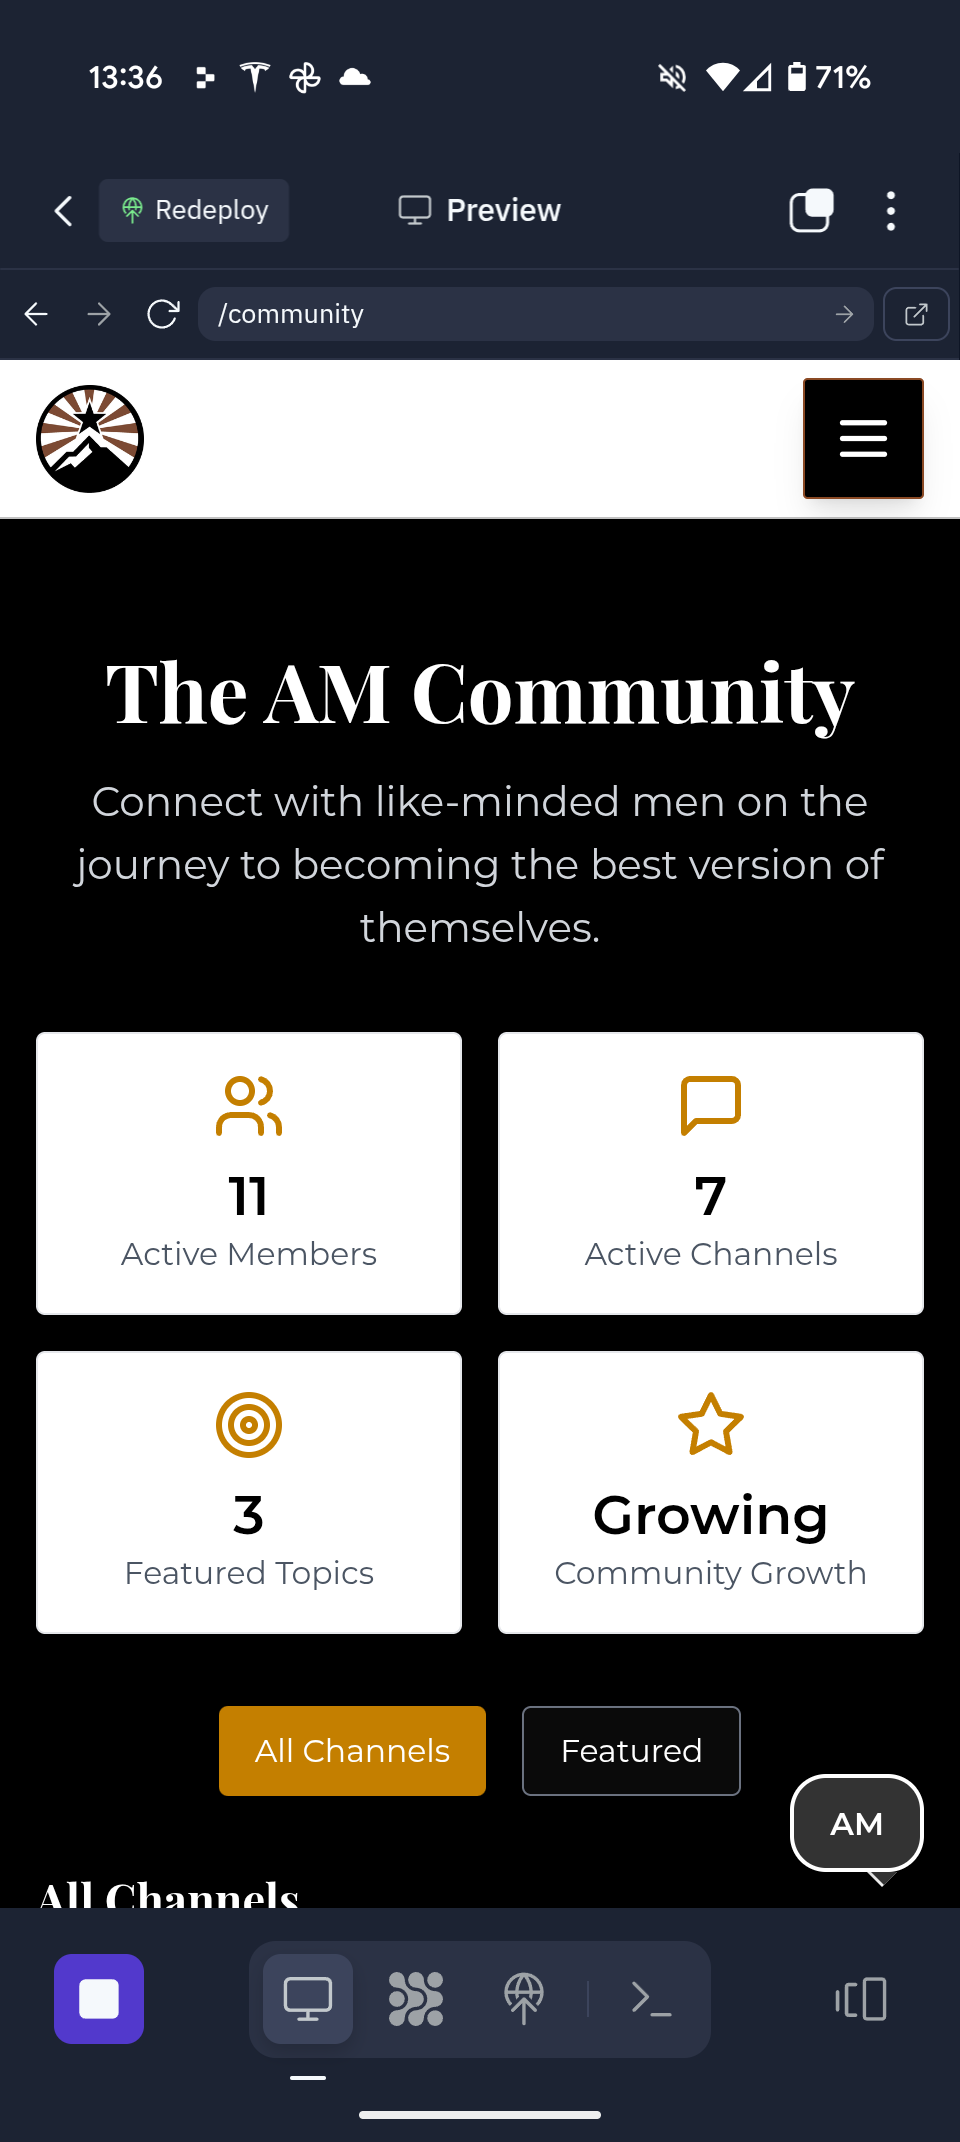 13:36
71%
Redeploy
Preview
/community
The AM Community
Connect with like-minded men on the
journey to becoming the best version of
themselves.
11
Active Members
7
Active Channels
3
Featured Topics
Growing
Community Growth
All Channels
Featured
AM
All Channels